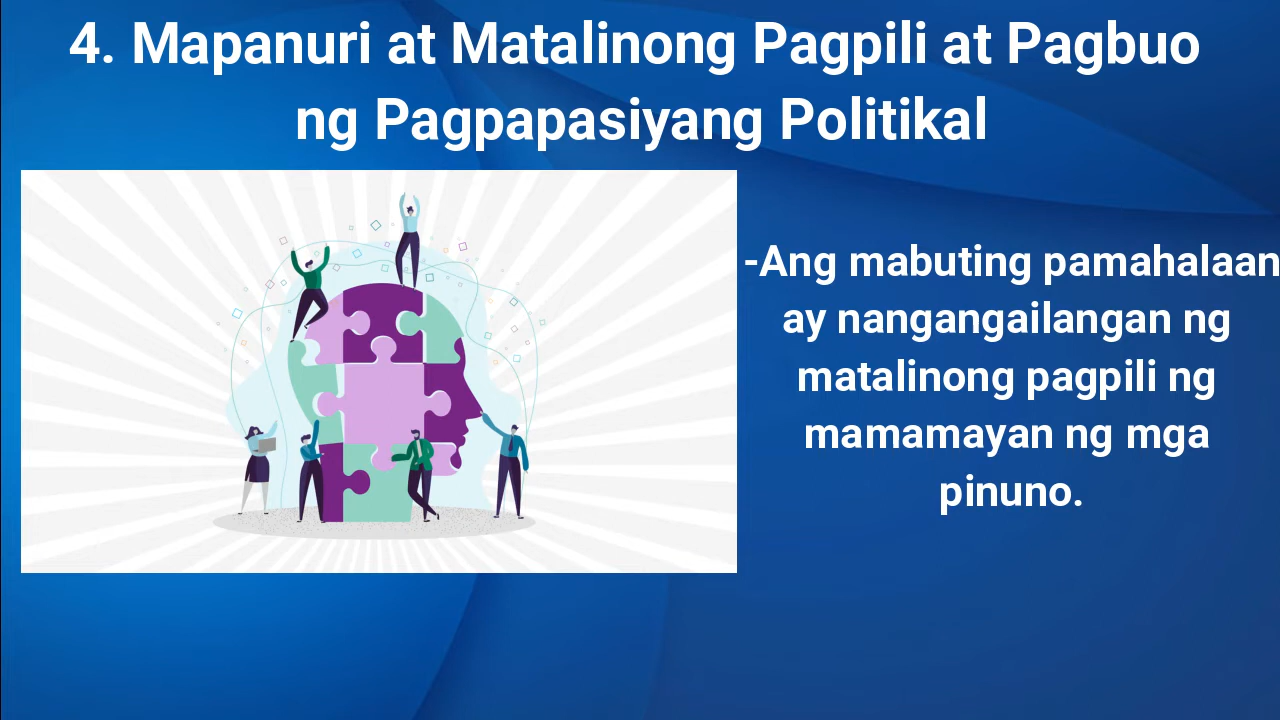 4. Mapanuri at Matalinong Pagpili at Pagbuo
ng Pagpapasiyang Politikal
-Ang mabuting pamahalaan
ay nangangailangan ng
matalinong pagpili ng
mamamayan ng mga
pinuno.